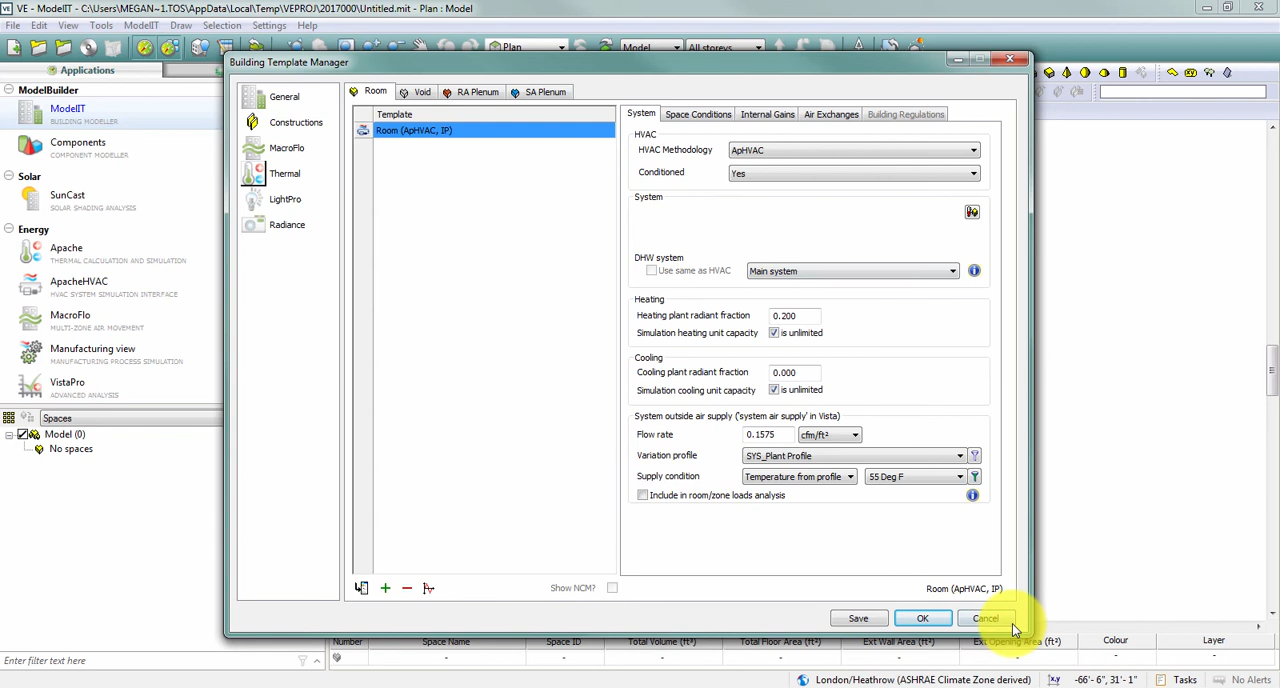 VE - ModelIT - C:\Users\MEGAN~1.TOS\AppData\Local\Temp\VEPROJ\2017000\Untitled.mit - Plan : Model
File Edit View Tools ModelIT Draw Selection Settings Help
Plan Model All storeys
Applications
ModelBuilder
ModelIT
BUILDING MODELLER
Components
COMPONENT MODELLER
Solar
SunCast
SOLAR SHADING ANALYSIS
Energy
Apache
THERMAL CALCULATION AND SIMULATION
ApacheHVAC
HVAC SYSTEM SIMULATION INTERFACE
MacroFlo
MULTI-ZONE AIR MOVEMENT
Manufacturing view
MANUFACTURING PROCESS SIMULATION
VistaPro
ADVANCED ANALYSIS
Spaces
Model (0)
No spaces
Enter filter text here
Building Template Manager
General
Constructions
MacroFlo
Thermal
LightPro
Radiance
Room Void RA Plenum SA Plenum
Template
Room (ApHVAC, IP)
Show NCM?
System Space Conditions Internal Gains Air Exchanges Building Regulations
HVAC
HVAC Methodology ApHVAC
Conditioned Yes
System
DHW system
Use same as HVAC Main system
Heating
Heating plant radiant fraction 0.200
Simulation heating unit capacity is unlimited
Cooling
Cooling plant radiant fraction 0.000
Simulation cooling unit capacity is unlimited
System outside air supply ('system air supply' in Vista)
Flow rate 0.1575 cfm/ft²
Variation profile SYS_Plant Profile
Supply condition Temperature from profile 55 Deg F
Include in room/zone loads analysis
Room (ApHVAC, IP)
Save OK Cancel
Number Space Name Space ID Total Volume (ft³) Total Floor Area (ft²) Ext Wall Area (ft²) Ext Opening Area (ft²) Colour Layer
- - - - - - - -
London/Heathrow (ASHRAE Climate Zone derived) x,y -66'- 6", 31'- 1" Tasks No Alerts